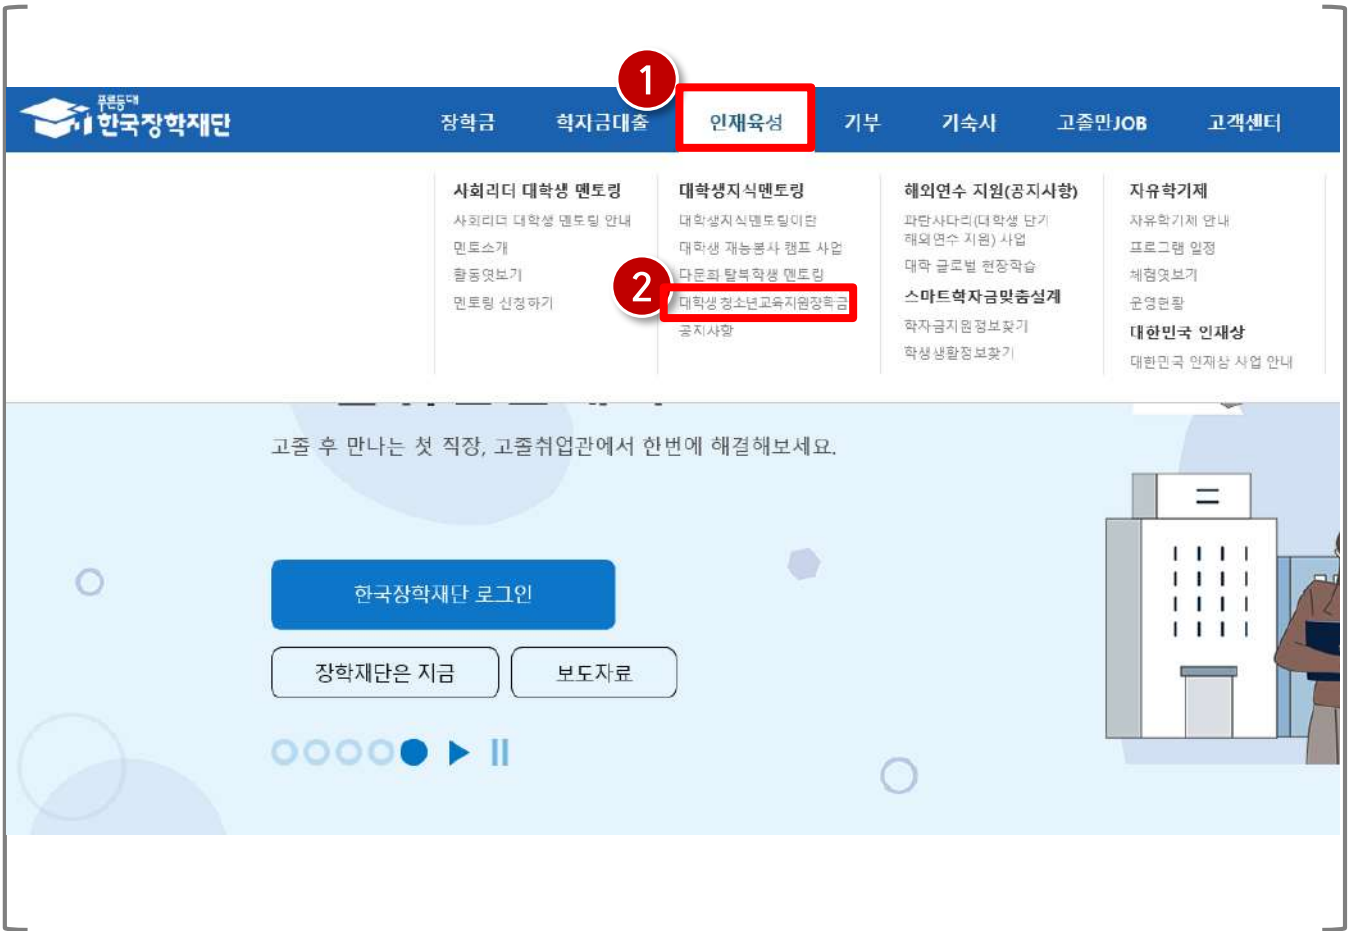 1
푸른등대
한국장학재단
장학금 학자금대출 인재육성 기부 기숙사 고졸만JOB 고객센터
사회리더 대학생 멘토링
사회리더 대학생 멘토링 안내
멘토소개
활동엿보기
멘토링 신청하기
대학생지식멘토링
대학생지식멘토링이란
대학생 재능봉사 캠프 사업
다문화 탈북학생 멘토링
2
대학생 청소년교육지원장학금
공지사항
해외연수 지원(공지사항)
파란사다리(대학생 단기
해외연수 지원) 사업
대학 글로벌 현장학습
스마트학자금맞춤설계
학자금지원정보찾기
학생생활정보찾기
자유학기제
자유학기제 안내
프로그램 일정
체험엿보기
운영현황
대한민국 인재상
대한민국 인재상 사업 안내
고졸 후 만나는 첫 직장, 고졸취업관에서 한번에 해결해보세요.
한국장학재단 로그인
장학재단은 지금 보도자료